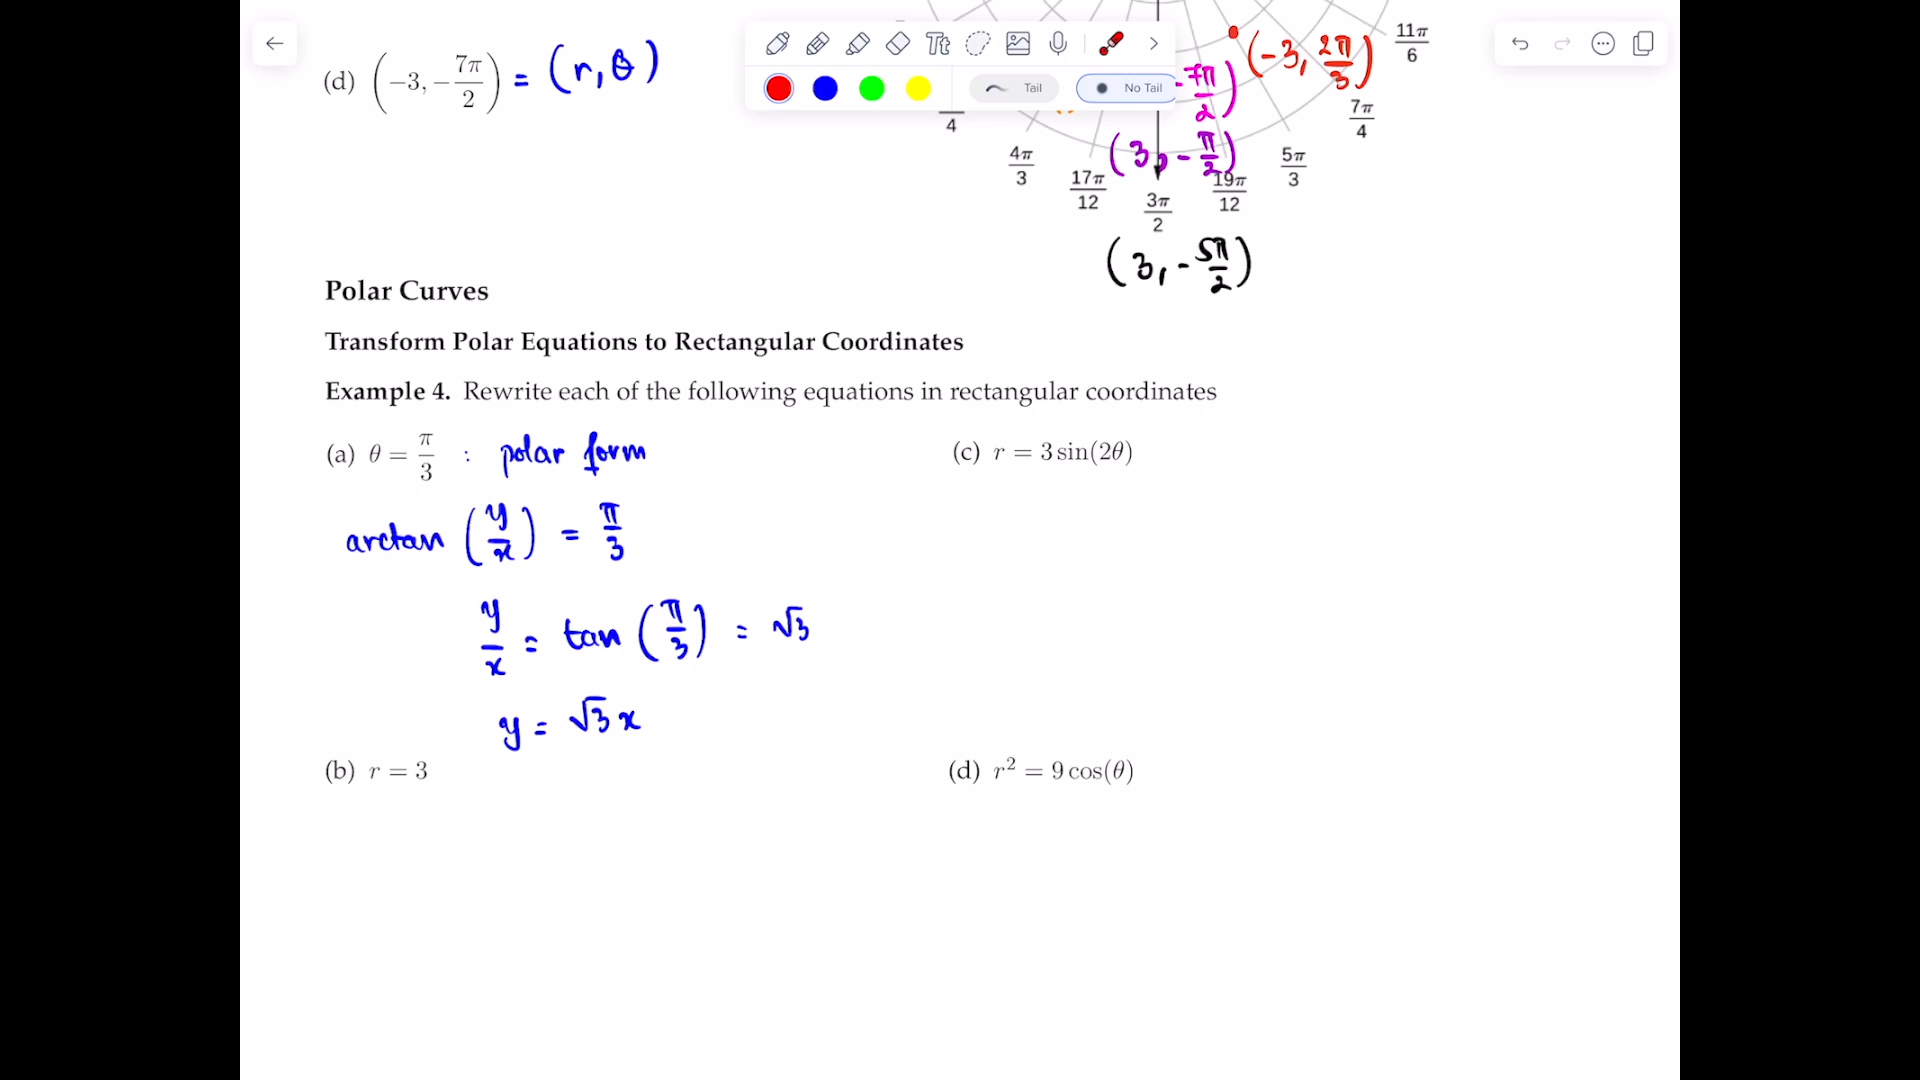 (d) (−3, −7π/2) = (r, θ)
Tail
No Tail
−7π/2)
(-3, 2π/3)
11π/6
7π/4
4
4π/3
(3, -π/2)
5π/3
17π/12
3π/2
19π/12
(3, -5π/2)
Polar Curves
Transform Polar Equations to Rectangular Coordinates
Example 4. Rewrite each of the following equations in rectangular coordinates
(a) θ = π/3 : polar form
arctan (y/x) = π/3
y/x = tan (π/3) = √3
y = √3 x
(b) r = 3
(c) r = 3 sin(2θ)
(d) r² = 9 cos(θ)